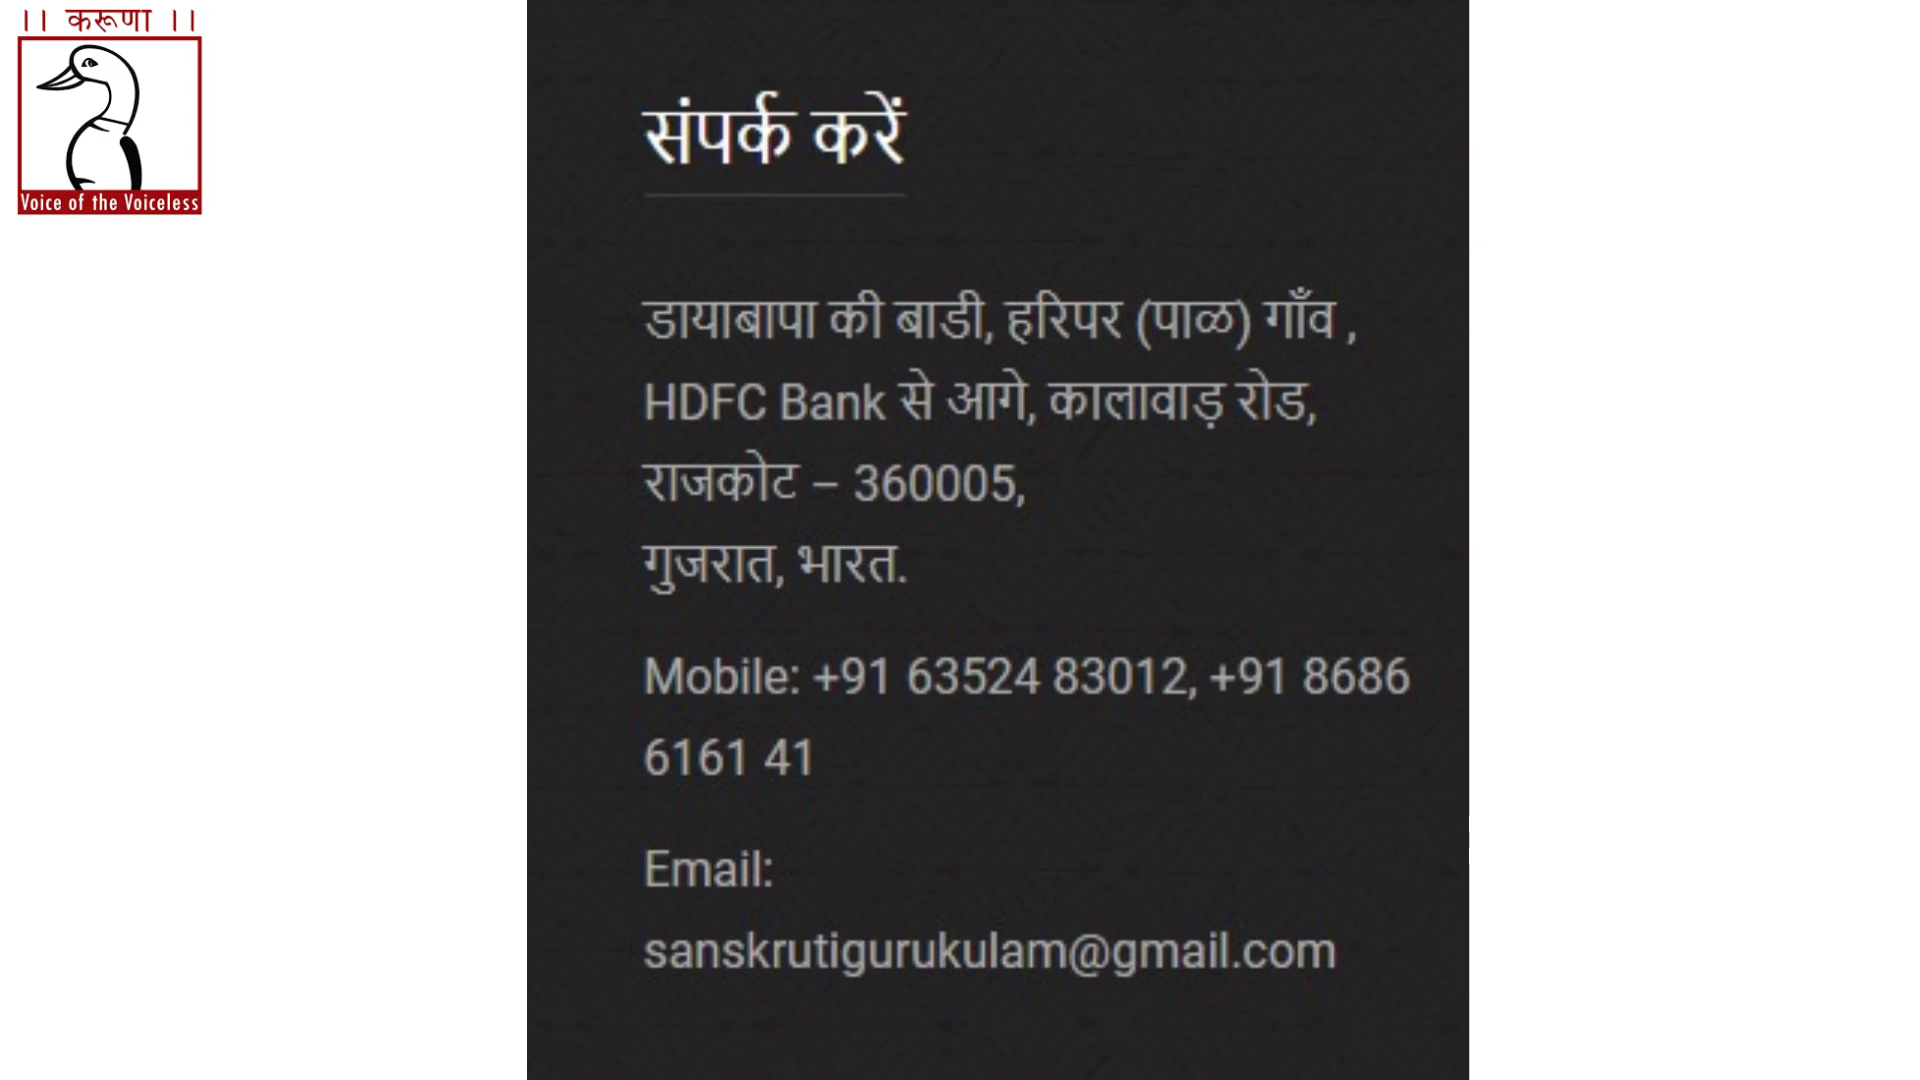 ।। करूणा ।।
Voice of the Voiceless
संपर्क करें
डायाबापा की बाडी, हरिपर (पाळ) गाँव ,
HDFC Bank से आगे, कालावाड़ रोड,
राजकोट – 360005,
गुजरात, भारत.
Mobile: +91 63524 83012, +91 8686
6161 41
Email:
sanskrutigurukulam@gmail.com